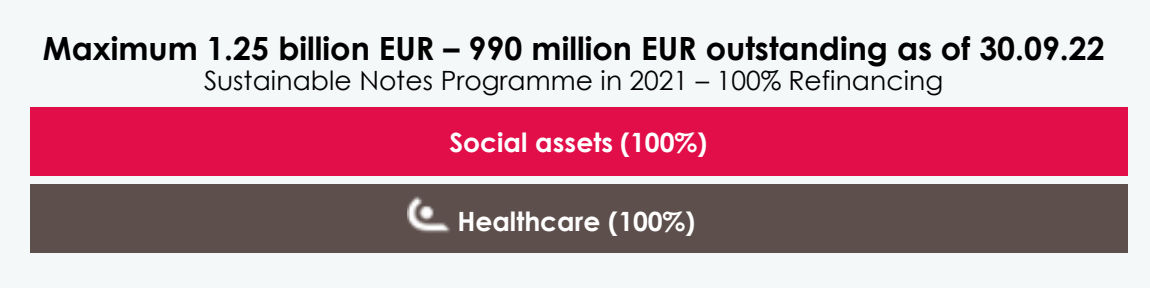 Maximum 1.25 billion EUR – 990 million EUR outstanding as of 30.09.22
Sustainable Notes Programme in 2021 – 100% Refinancing
Social assets (100%)
Healthcare (100%)